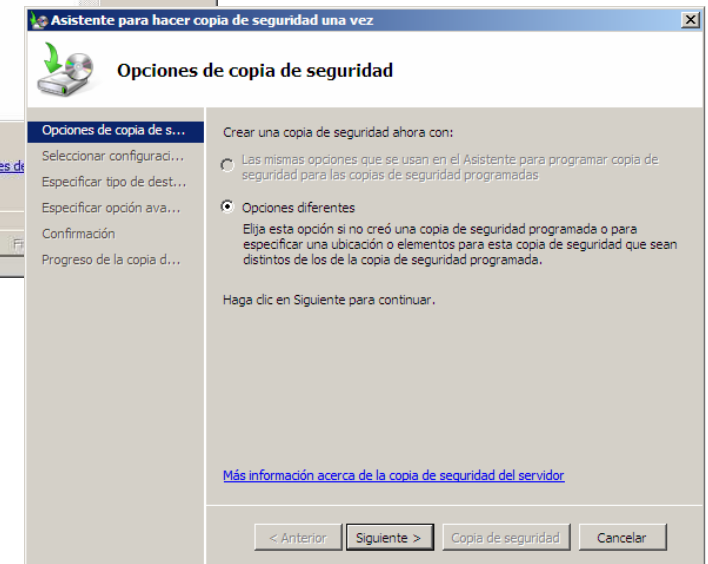 Asistente para hacer copia de seguridad una vez
Opciones de copia de seguridad
Opciones de copia de s...
Seleccionar configuraci...
Especificar tipo de dest...
Especificar opción ava...
Confirmación
Progreso de la copia d...
Crear una copia de seguridad ahora con:
Las mismas opciones que se usan en el Asistente para programar copia de
seguridad para las copias de seguridad programadas
Opciones diferentes
Elija esta opción si no creó una copia de seguridad programada o para
especificar una ubicación o elementos para esta copia de seguridad que sean
distintos de los de la copia de seguridad programada.
Haga clic en Siguiente para continuar.
Más información acerca de la copia de seguridad del servidor
< Anterior
Siguiente >
Copia de seguridad
Cancelar